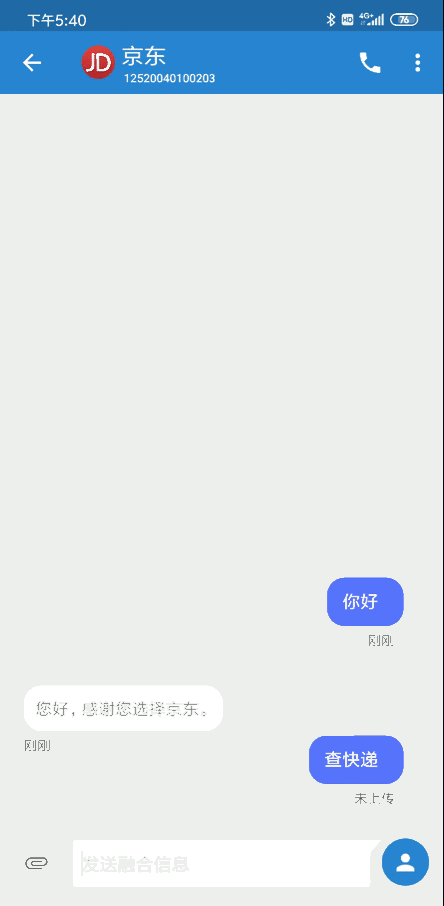 下午5:40
HD 4G+ 76
JD 京东
12520040100203
你好
刚刚
您好，感谢您选择京东。
刚刚
查快递
未上传
发送融合信息